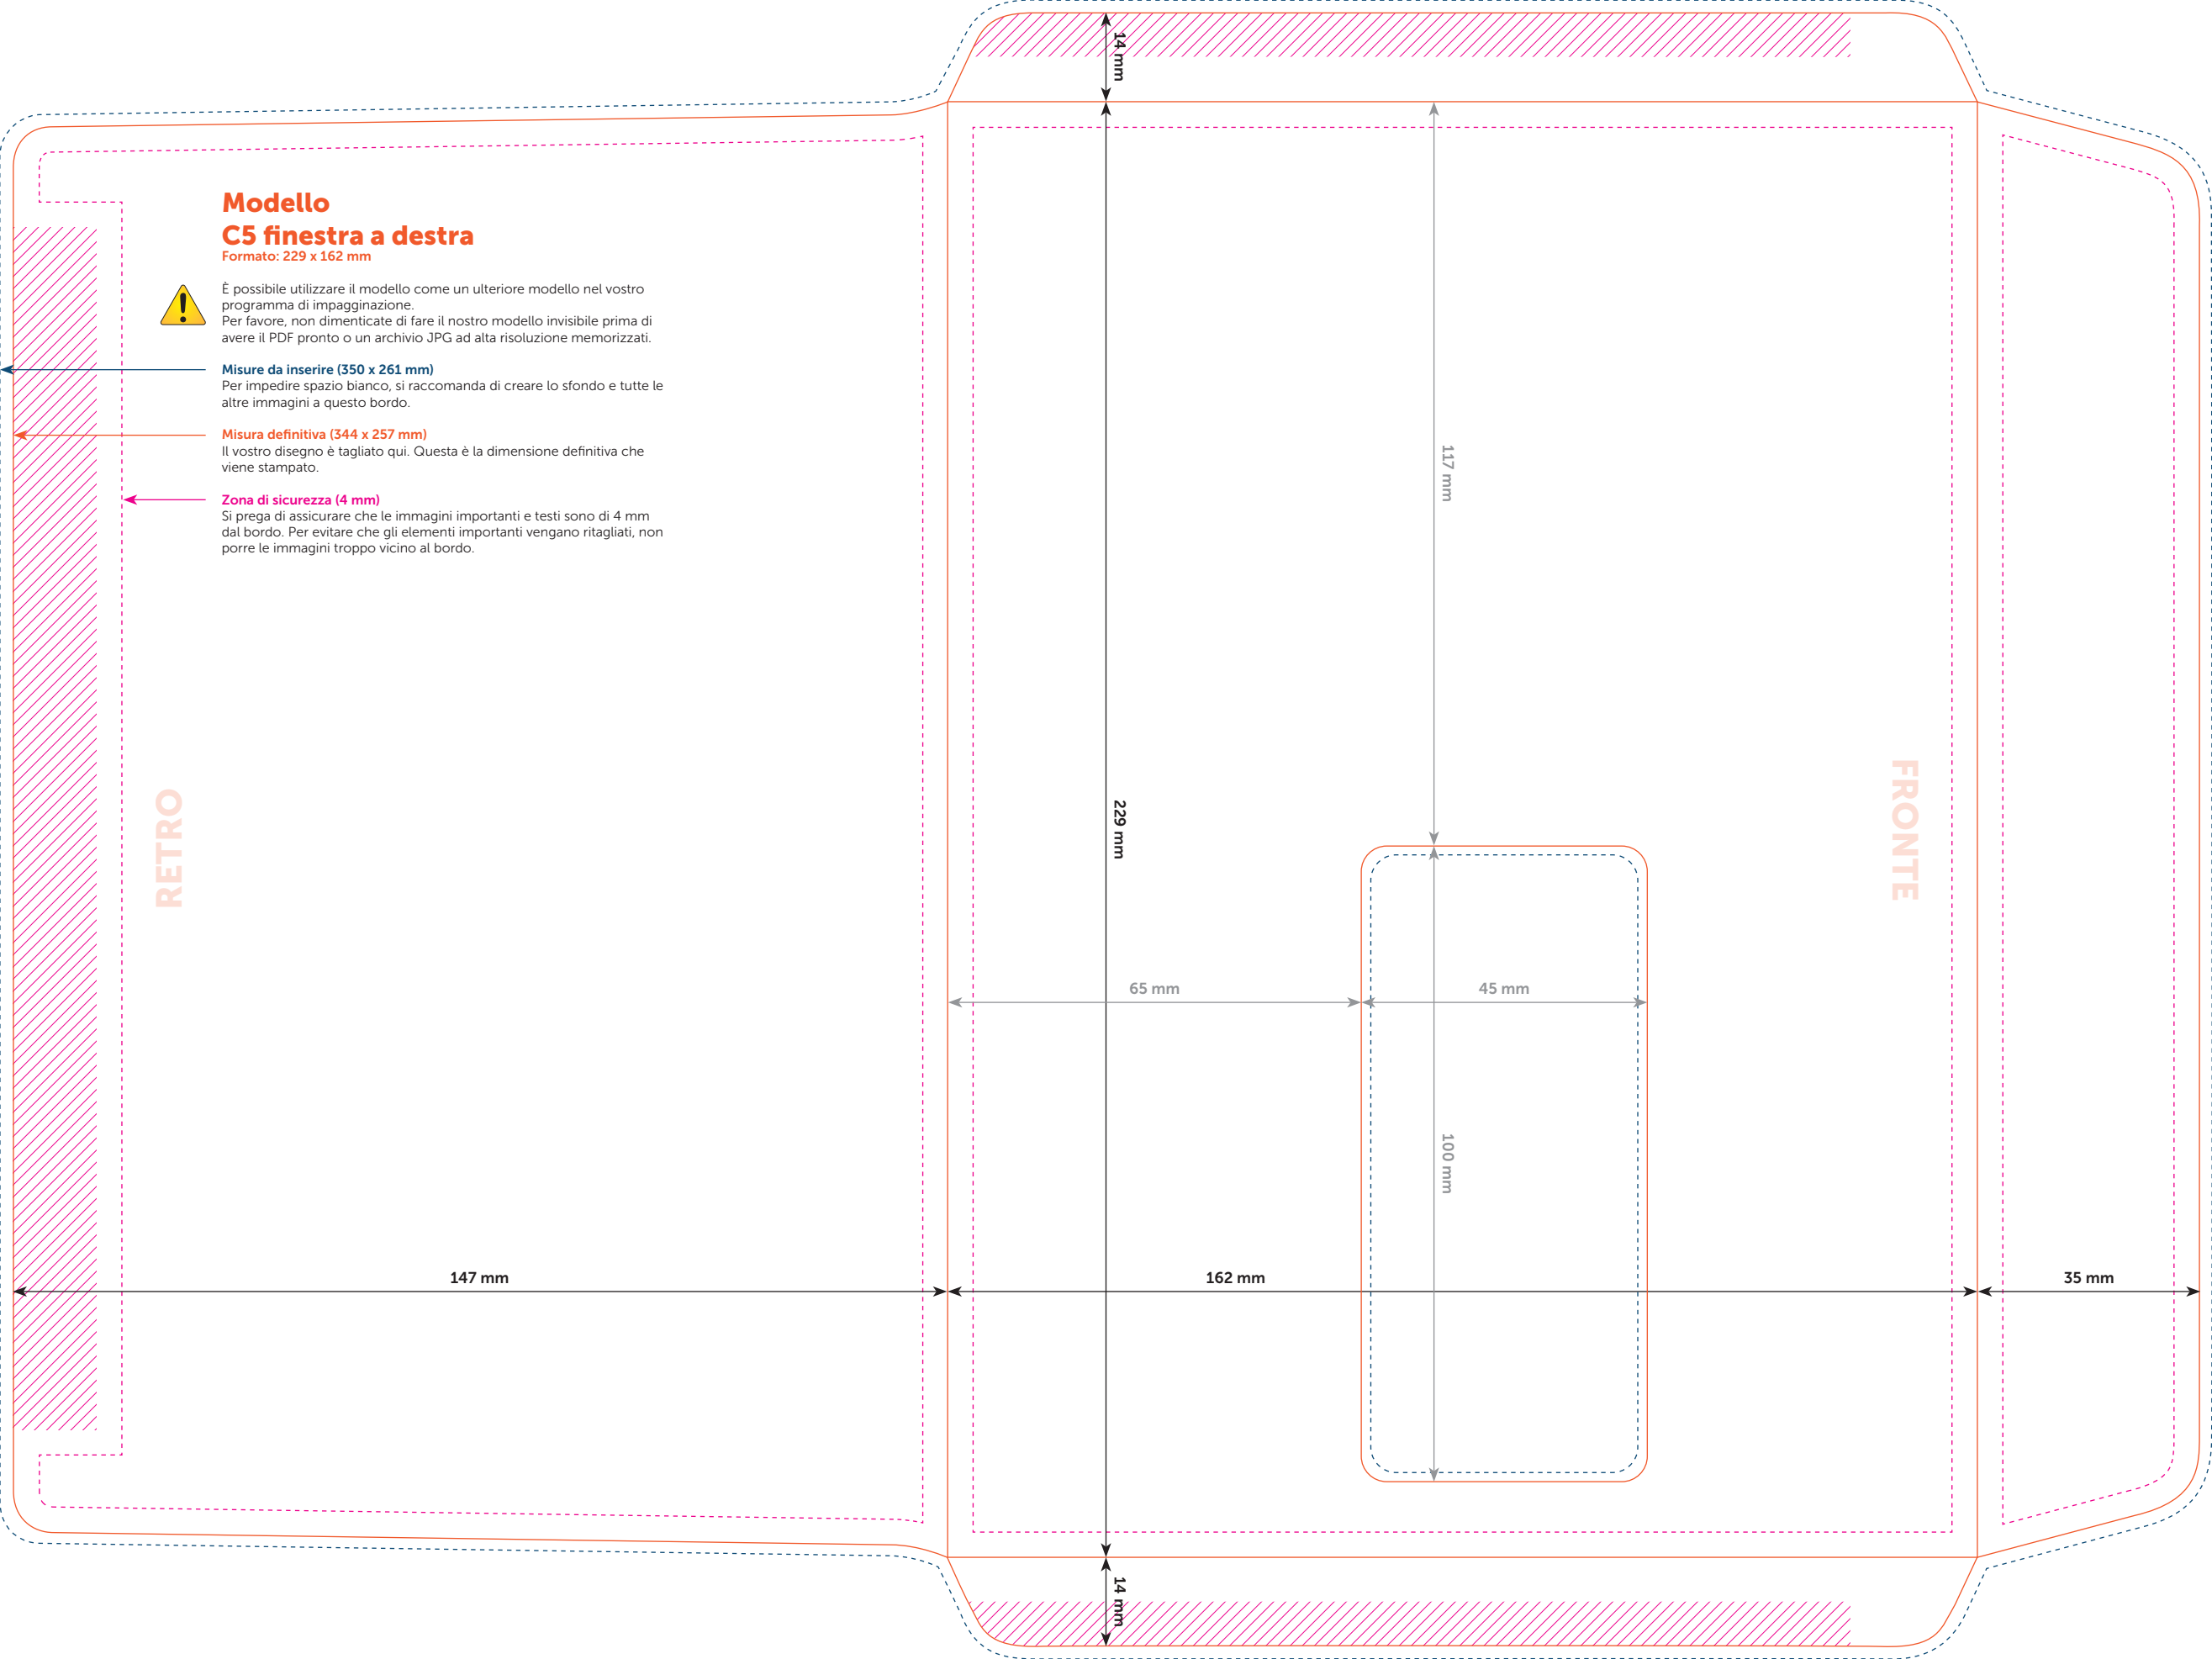 14 mm
Modello
C5 finestra a destra
Formato: 229 x 162 mm
È possibile utilizzare il modello come un ulteriore modello nel vostro
programma di impagginazione.
Per favore, non dimenticate di fare il nostro modello invisibile prima di
avere il PDF pronto o un archivio JPG ad alta risoluzione memorizzati.
Misure da inserire (350 x 261 mm)
Per impedire spazio bianco, si raccomanda di creare lo sfondo e tutte le
altre immagini a questo bordo.
Misura definitiva (344 x 257 mm)
Il vostro disegno è tagliato qui. Questa è la dimensione definitiva che
viene stampato.
Zona di sicurezza (4 mm)
Si prega di assicurare che le immagini importanti e testi sono di 4 mm
dal bordo. Per evitare che gli elementi importanti vengano ritagliati, non
porre le immagini troppo vicino al bordo.
117 mm
RETRO
229 mm
FRONTE
65 mm
45 mm
100 mm
147 mm
162 mm
35 mm
14 mm